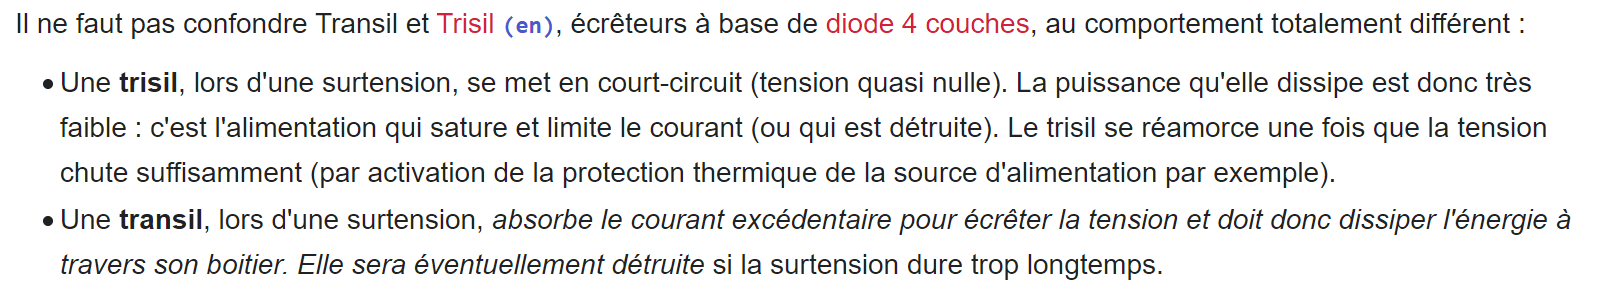 Il ne faut pas confondre Transil et Trisil (en), écrêteurs à base de diode 4 couches, au comportement totalement différent :
• Une trisil, lors d'une surtension, se met en court-circuit (tension quasi nulle). La puissance qu'elle dissipe est donc très
faible : c'est l'alimentation qui sature et limite le courant (ou qui est détruite). Le trisil se réamorce une fois que la tension
chute suffisamment (par activation de la protection thermique de la source d'alimentation par exemple).
• Une transil, lors d'une surtension, absorbe le courant excédentaire pour écrêter la tension et doit donc dissiper l'énergie à
travers son boitier. Elle sera éventuellement détruite si la surtension dure trop longtemps.